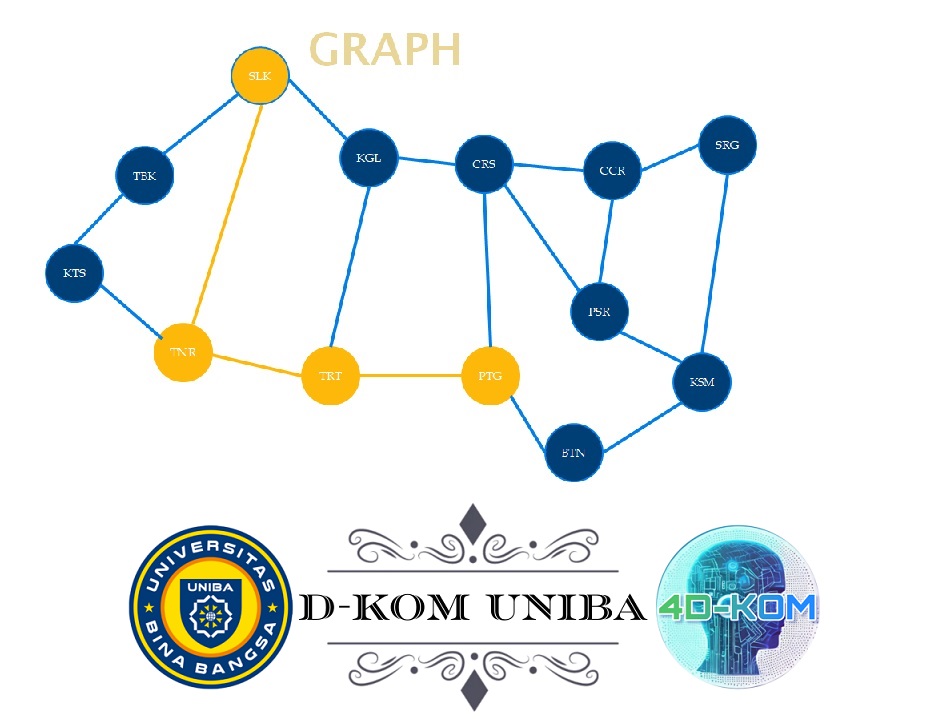 GRAPH
SLK
KGL
CRS
CCR
SRG
TBK
KTS
PSR
TNR
TRT
PTG
KSM
BTN
UNIVERSITAS
UNIBA
BINA BANGSA
D-KOM UNIBA
4D-KOM